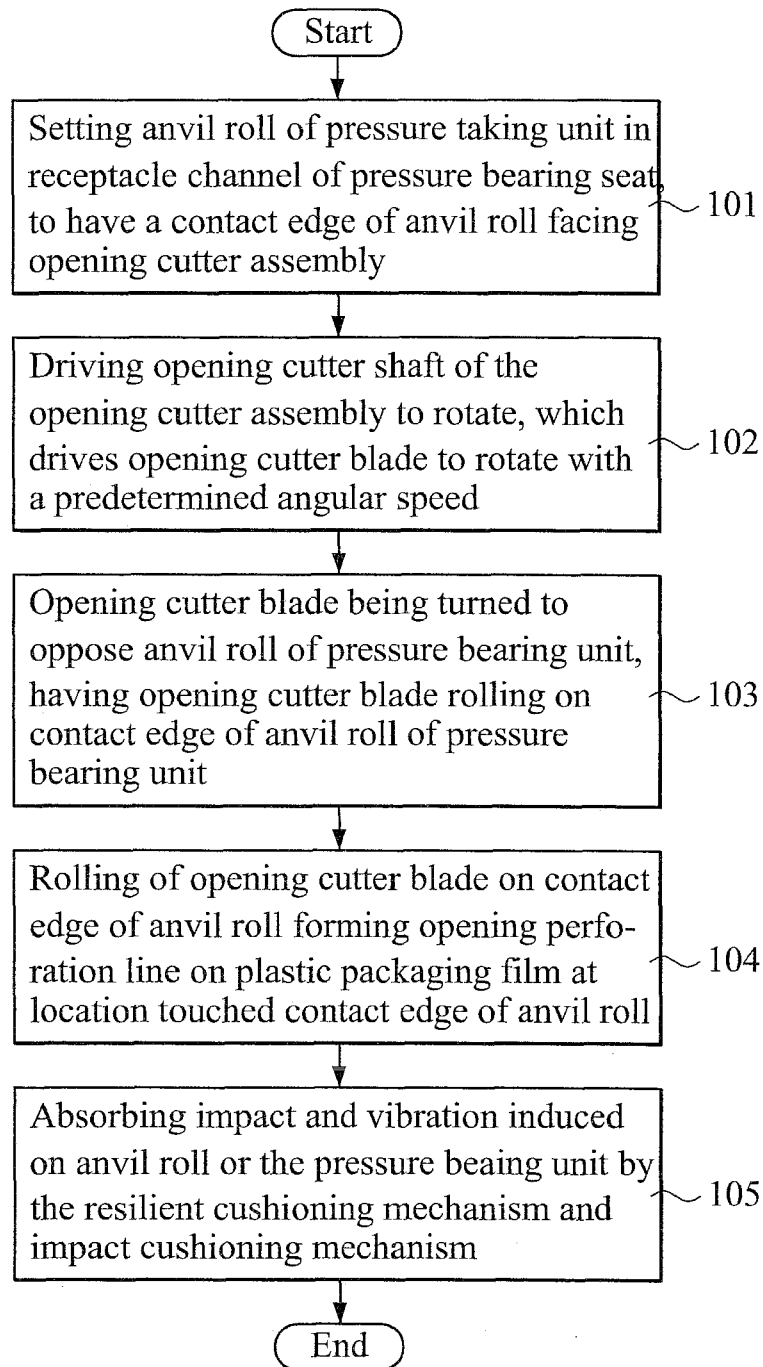 Start
Setting anvil roll of pressure taking unit in
receptacle channel of pressure bearing seat,
to have a contact edge of anvil roll facing
opening cutter assembly
101
Driving opening cutter shaft of the
opening cutter assembly to rotate, which
drives opening cutter blade to rotate with
a predetermined angular speed
102
Opening cutter blade being turned to
oppose anvil roll of pressure bearing unit,
having opening cutter blade rolling on
contact edge of anvil roll of pressure
bearing unit
103
Rolling of opening cutter blade on contact
edge of anvil roll forming opening perfo-
ration line on plastic packaging film at
location touched contact edge of anvil roll
104
Absorbing impact and vibration induced
on anvil roll or the pressure beaing unit by
the resilient cushioning mechanism and
impact cushioning mechanism
105
End